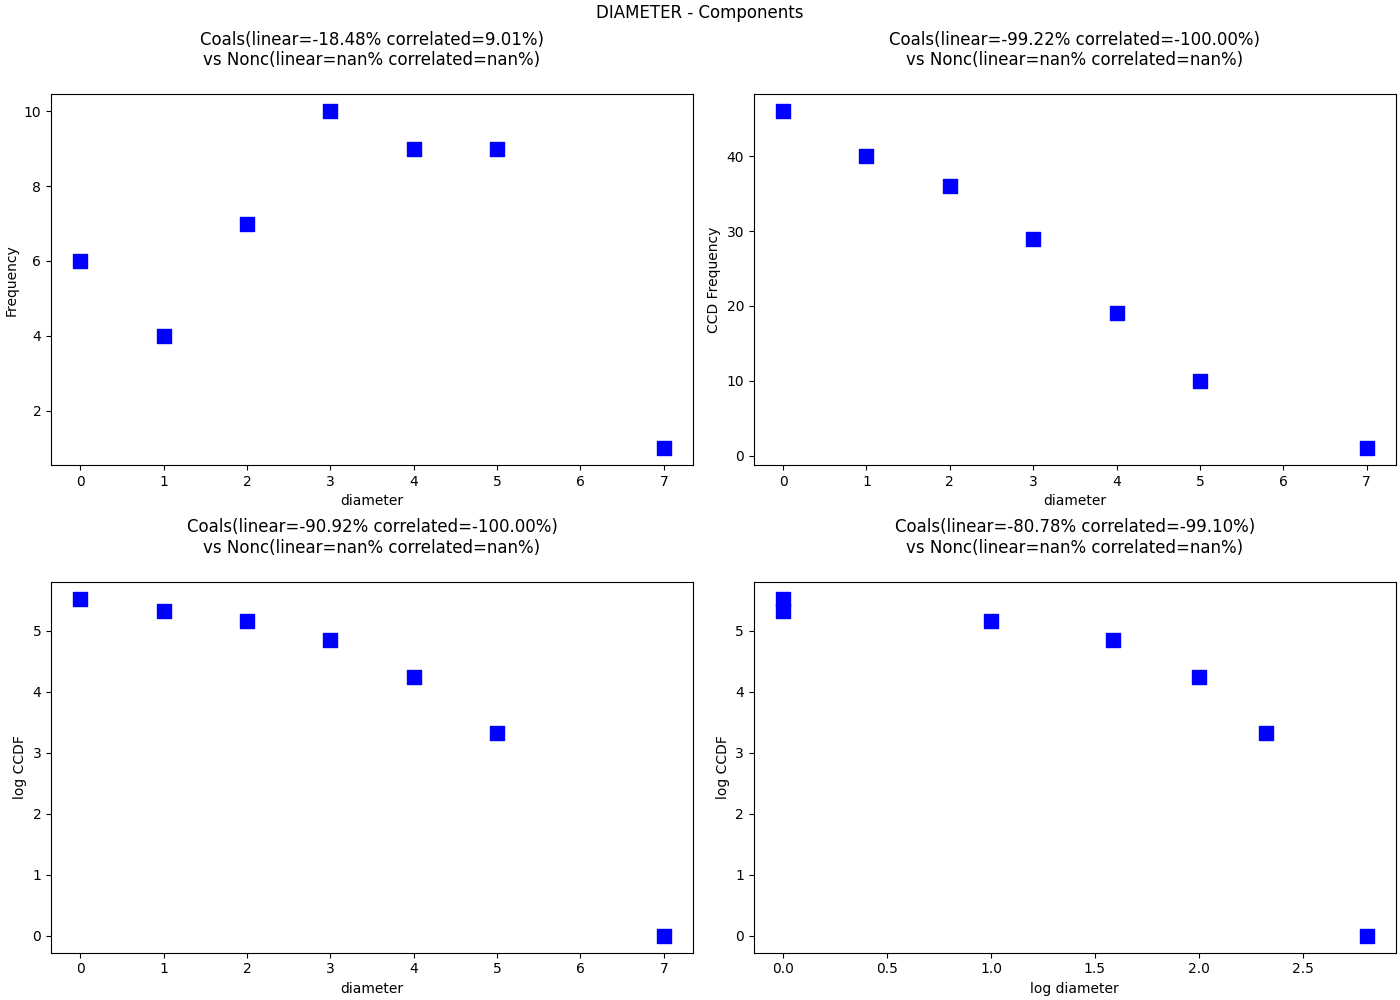 DIAMETER - Components
Coals(linear=-18.48% correlated=9.01%)
vs Nonc(linear=nan% correlated=nan%)
Frequency
10
8
6
4
2
0 1 2 3 4 5 6 7
diameter
Coals(linear=-99.22% correlated=-100.00%)
vs Nonc(linear=nan% correlated=nan%)
CCD Frequency
40
30
20
10
0
0 1 2 3 4 5 6 7
diameter
Coals(linear=-90.92% correlated=-100.00%)
vs Nonc(linear=nan% correlated=nan%)
log CCDF
5
4
3
2
1
0
0 1 2 3 4 5 6 7
diameter
Coals(linear=-80.78% correlated=-99.10%)
vs Nonc(linear=nan% correlated=nan%)
log CCDF
5
4
3
2
1
0
0.0 0.5 1.0 1.5 2.0 2.5
log diameter